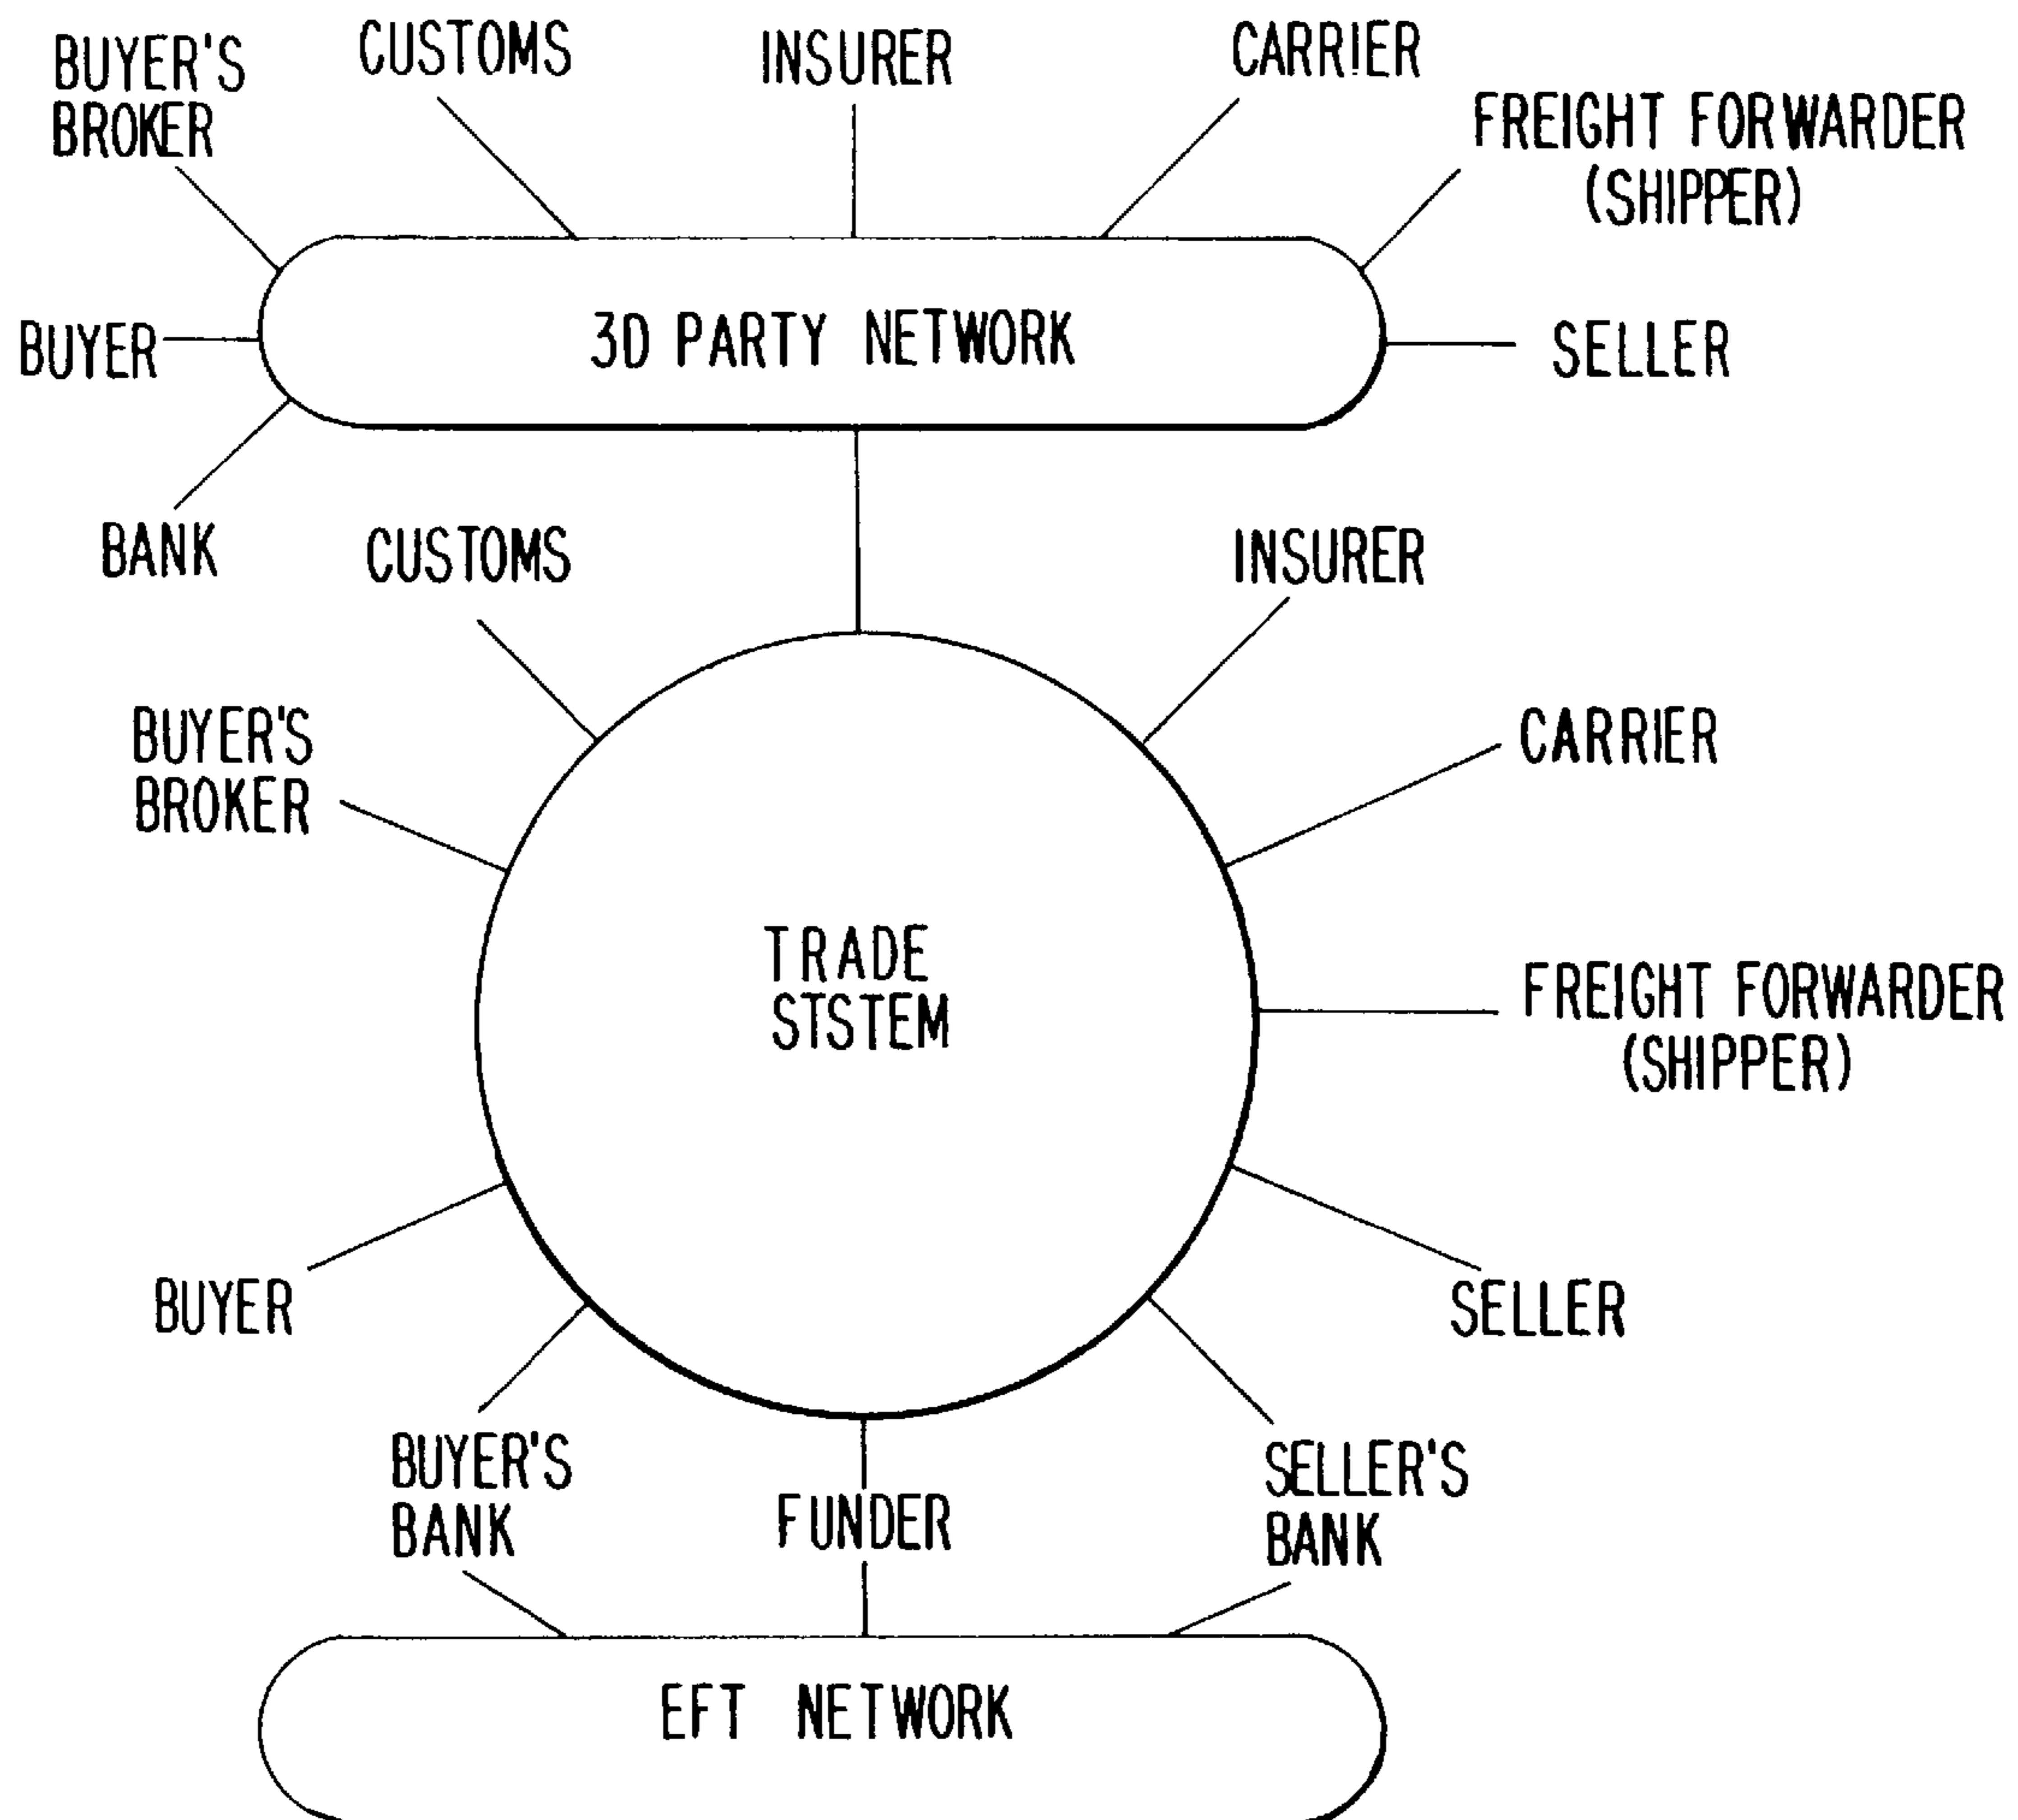 BUYER'S
BROKER
CUSTOMS
INSURER
CARRIER
FREIGHT FORWARDER
(SHIPPER)
BUYER
3D PARTY NETWORK
SELLER
BANK
CUSTOMS
INSURER
BUYER'S
BROKER
CARRIER
TRADE
STSTEM
FREIGHT FORWARDER
(SHIPPER)
BUYER
SELLER
BUYER'S
BANK
FUNDER
SELLER'S
BANK
EFT NETWORK